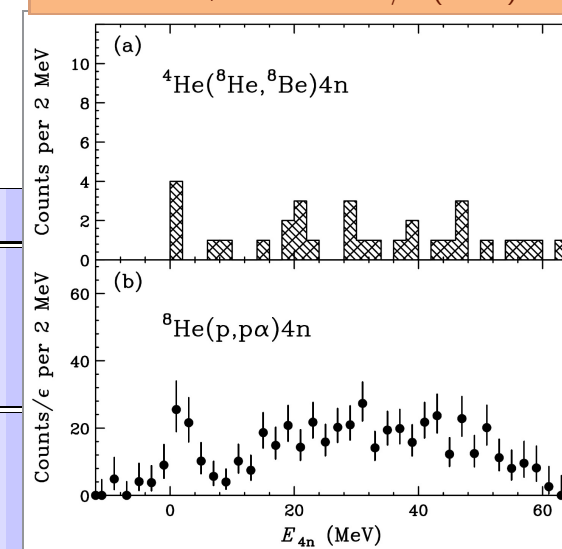 (a)
⁴He(⁸He,⁸Be)4n
Counts per 2 MeV
10
8
6
4
2
0
(b)
⁸He(p,pα)4n
Counts/ϵ per 2 MeV
60
40
20
0
0 20 40 60
E₄ₙ (MeV)